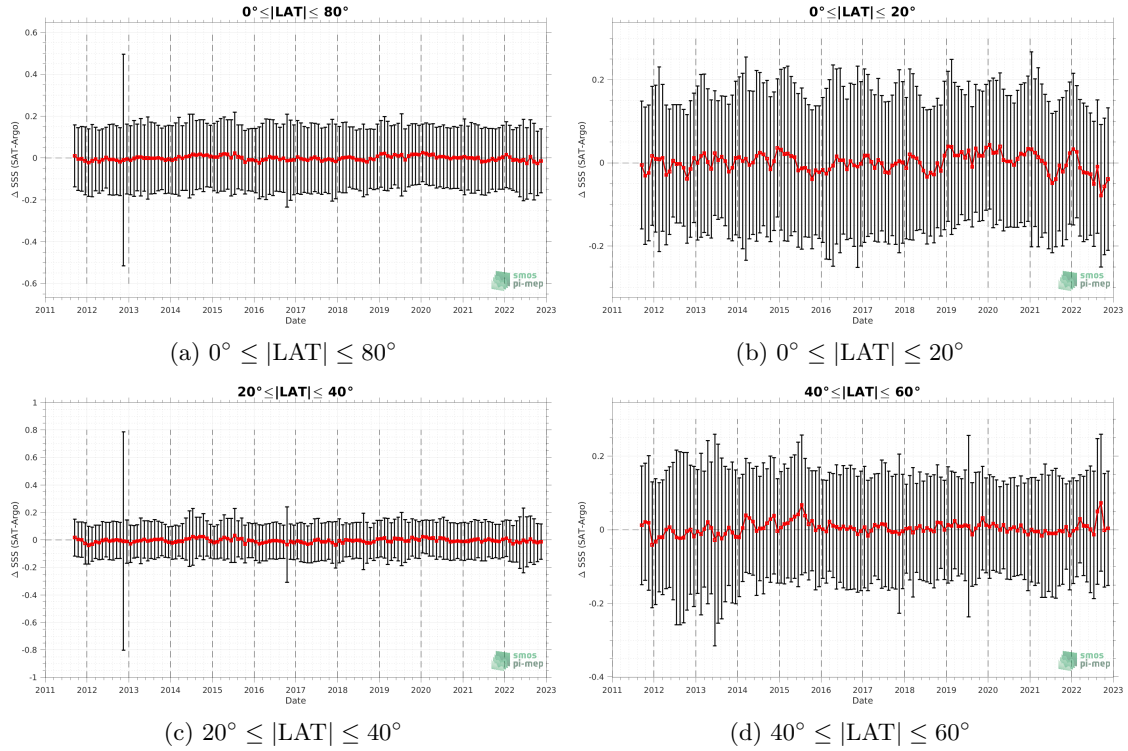 0°≤|LAT|≤ 80°
0.6
0.4
0.2
0
-0.2
-0.4
-0.6
Δ SSS (SAT-Argo)
2011 2012 2013 2014 2015 2016 2017 2018 2019 2020 2021 2022 2023
Date
smos
pi-mep
(a) 0° ≤ |LAT| ≤ 80°
0°≤|LAT|≤ 20°
0.2
0
-0.2
Δ SSS (SAT-Argo)
2011 2012 2013 2014 2015 2016 2017 2018 2019 2020 2021 2022 2023
Date
smos
pi-mep
(b) 0° ≤ |LAT| ≤ 20°
20°≤|LAT|≤ 40°
1
0.8
0.6
0.4
0.2
0
-0.2
-0.4
-0.6
-0.8
-1
Δ SSS (SAT-Argo)
2011 2012 2013 2014 2015 2016 2017 2018 2019 2020 2021 2022 2023
Date
smos
pi-mep
(c) 20° ≤ |LAT| ≤ 40°
40°≤|LAT|≤ 60°
0.2
0
-0.2
-0.4
Δ SSS (SAT-Argo)
2011 2012 2013 2014 2015 2016 2017 2018 2019 2020 2021 2022 2023
Date
smos
pi-mep
(d) 40° ≤ |LAT| ≤ 60°